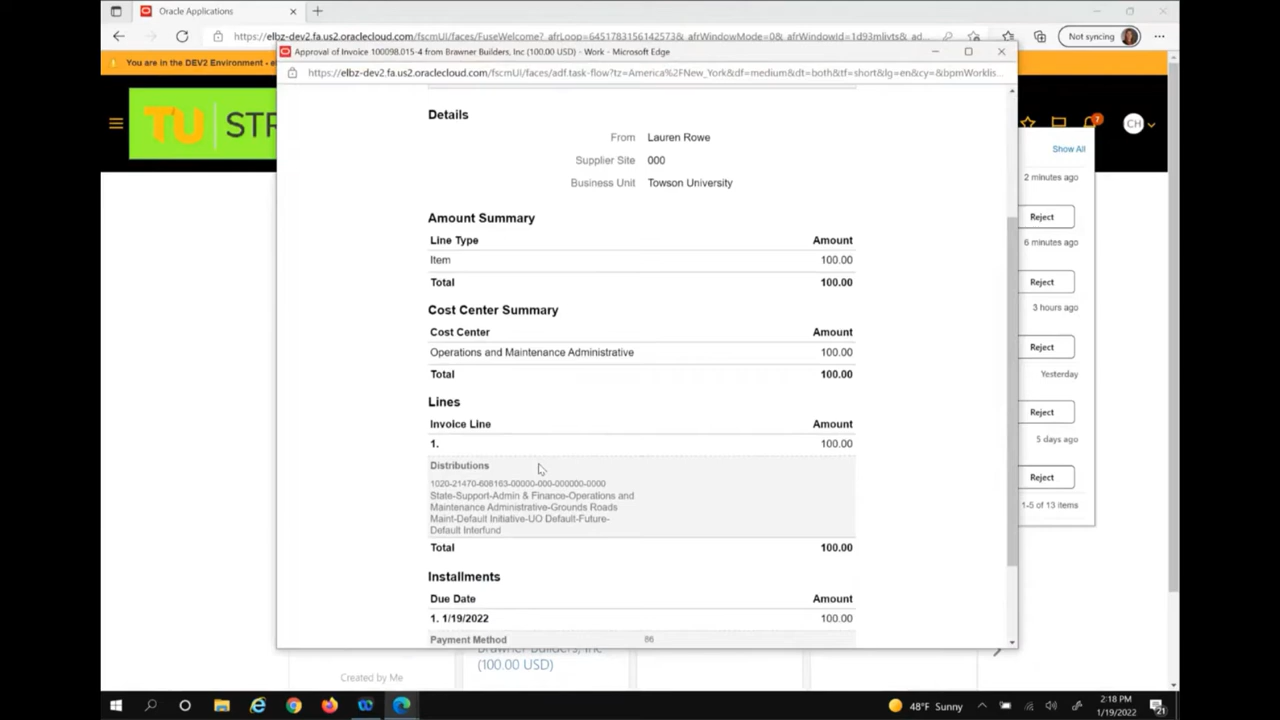 Oracle Applications
https://elbz-dev2.fa.us2.oraclecloud.com/fscmUI/faces/FuseWelcome?_afrLoop=64517831561425736&_afrWindowMode=0&_afrWindowId=1d93mlivts&_ad...
Not syncing
You are in the DEV2 Environment - e
Approval of Invoice 100098.015-4 from Brawner Builders, Inc (100.00 USD) - Work - Microsoft Edge
https://elbz-dev2.fa.us2.oraclecloud.com/fscmUI/faces/adf.task-flow?tz=America%2FNew_York&df=medium&dt=both&tf=short&lg=en&cy=&bpmWorklis...
TU STR
7
CH
Details
From Lauren Rowe
Supplier Site 000
Business Unit Towson University
Amount Summary
Line Type Amount
Item 100.00
Total 100.00
Cost Center Summary
Cost Center Amount
Operations and Maintenance Administrative 100.00
Total 100.00
Lines
Invoice Line Amount
1. 100.00
Distributions
1020-21470-608163-00000-000-000000-0000
State-Support-Admin & Finance-Operations and
Maintenance Administrative-Grounds Roads
Maint-Default Initiative-UO Default-Future-
Default Interfund
Total 100.00
Installments
Due Date Amount
1. 1/19/2022 100.00
Payment Method 86
Show All
2 minutes ago
Reject
6 minutes ago
Reject
3 hours ago
Reject
Yesterday
Reject
5 days ago
Reject
1-5 of 13 items
Created by Me
Brawner Builders, Inc
(100.00 USD)
48°F Sunny
2:18 PM
1/19/2022
21